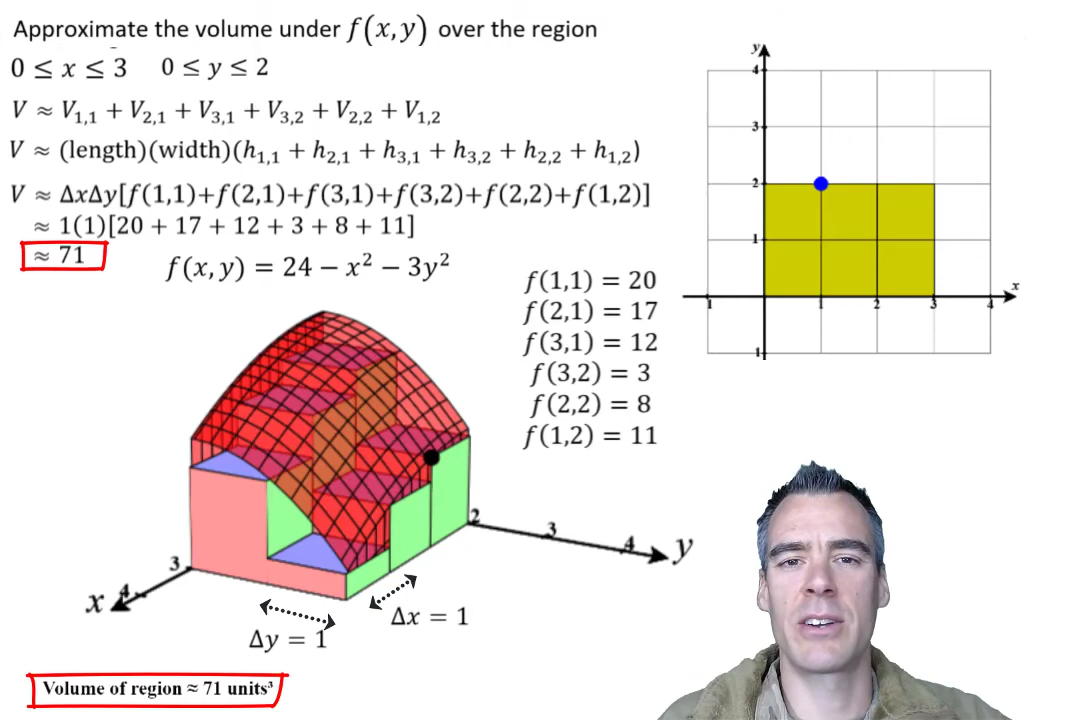 Approximate the volume under f(x,y) over the region
0 ≤ x ≤ 3   0 ≤ y ≤ 2
V ≈ V₁,₁ + V₂,₁ + V₃,₁ + V₃,₂ + V₂,₂ + V₁,₂
V ≈ (length)(width)(h₁,₁ + h₂,₁ + h₃,₁ + h₃,₂ + h₂,₂ + h₁,₂)
V ≈ ΔxΔy[f(1,1)+f(2,1)+f(3,1)+f(3,2)+f(2,2)+f(1,2)]
≈ 1(1)[20 + 17 + 12 + 3 + 8 + 11]
≈ 71
f(x,y) = 24 − x² − 3y²
f(1,1) = 20
f(2,1) = 17
f(3,1) = 12
f(3,2) = 3
f(2,2) = 8
f(1,2) = 11
y
4
3
2
1
1 1 2 3 4 x
1
2 3 4 y
3
4
x
Δx = 1
Δy = 1
Volume of region ≈ 71 units³